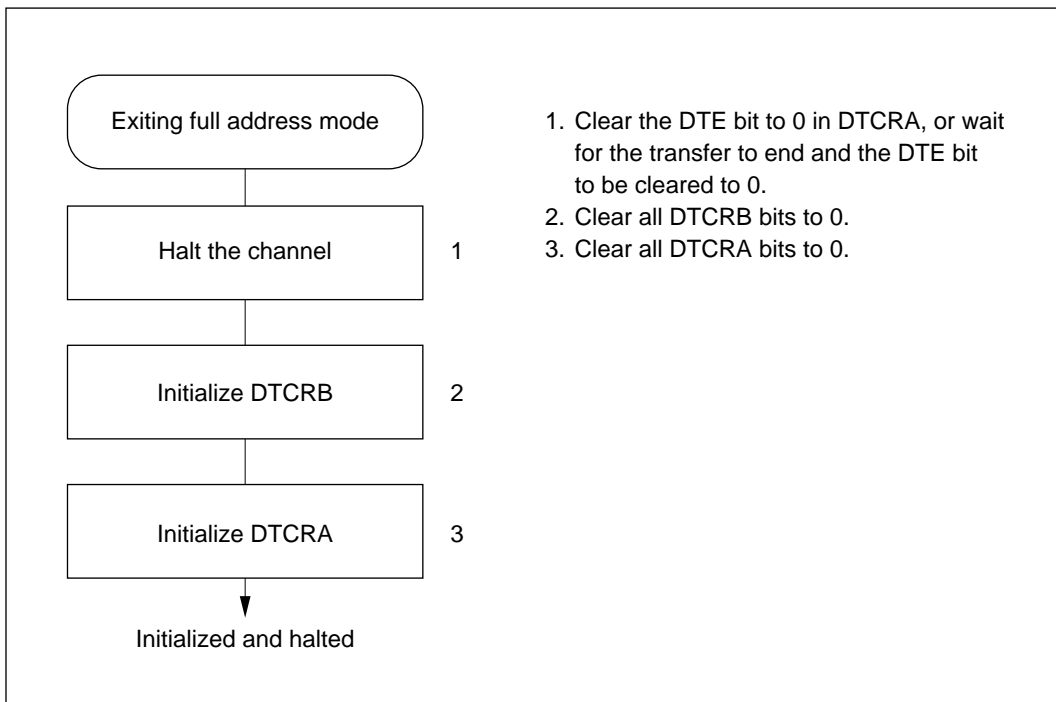 Exiting full address mode
Halt the channel
1
Initialize DTCRB
2
Initialize DTCRA
3
Initialized and halted
1. Clear the DTE bit to 0 in DTCRA, or wait
for the transfer to end and the DTE bit
to be cleared to 0.
2. Clear all DTCRB bits to 0.
3. Clear all DTCRA bits to 0.